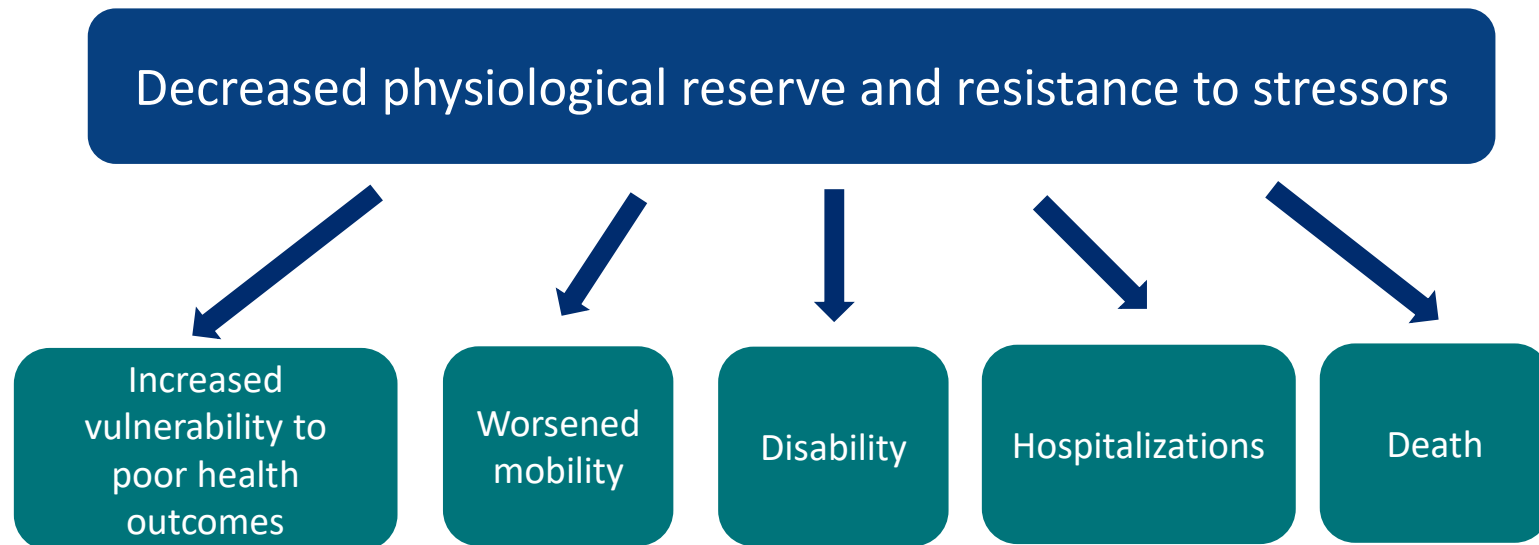 Decreased physiological reserve and resistance to stressors
Increased
vulnerability to
poor health
outcomes
Worsened
mobility
Disability
Hospitalizations
Death